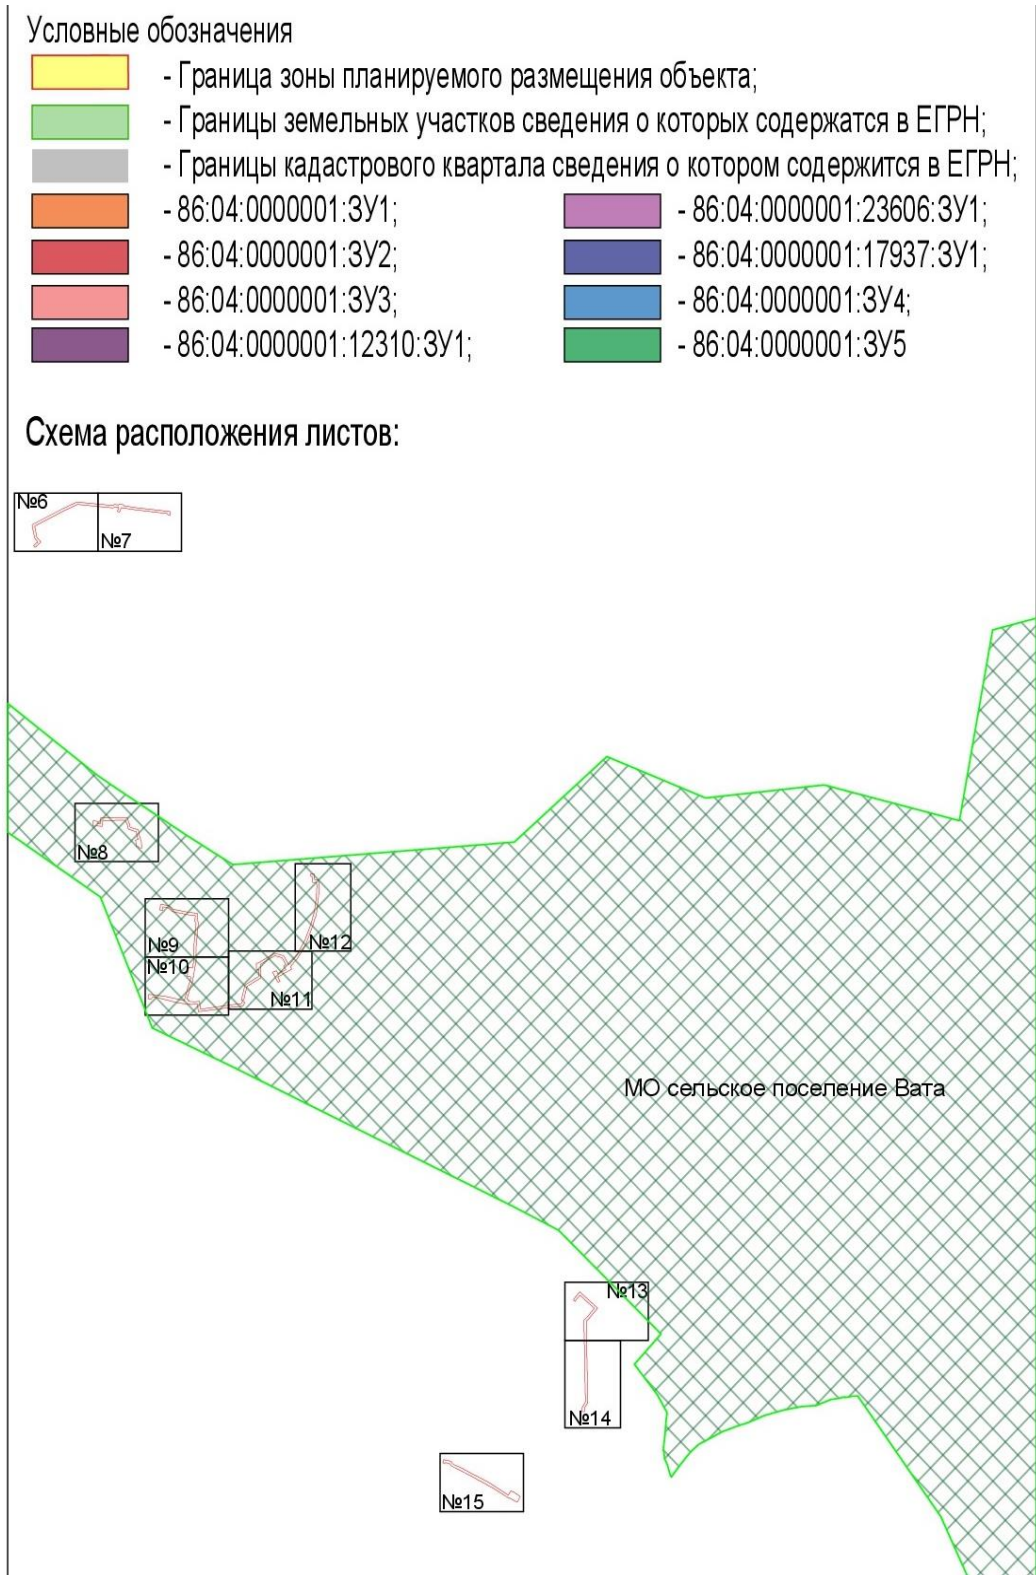 Условные обозначения
- Граница зоны планируемого размещения объекта;
- Границы земельных участков сведения о которых содержатся в ЕГРН;
- Границы кадастрового квартала сведения о котором содержится в ЕГРН;
- 86:04:0000001:ЗУ1;
- 86:04:0000001:23606:ЗУ1;
- 86:04:0000001:ЗУ2;
- 86:04:0000001:17937:ЗУ1;
- 86:04:0000001:ЗУ3;
- 86:04:0000001:ЗУ4;
- 86:04:0000001:12310:ЗУ1;
- 86:04:0000001:ЗУ5
Схема расположения листов:
№6
№7
№8
№9
№12
№10
№11
МО сельское поселение Вата
№13
№14
№15